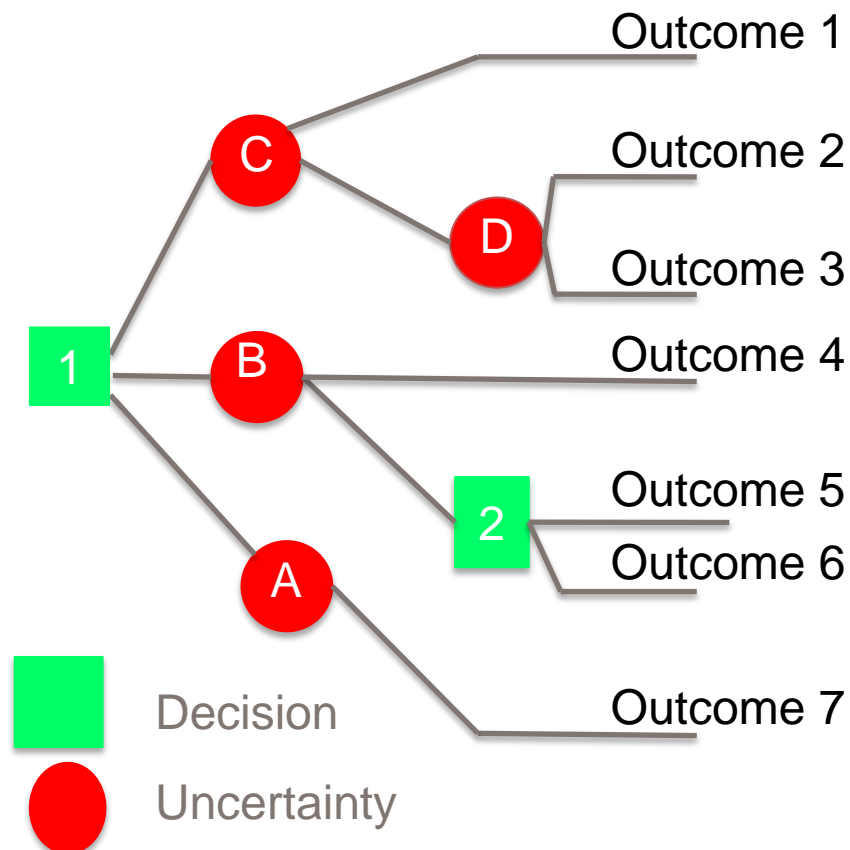 Outcome 1
C
Outcome 2
D
Outcome 3
1
B
Outcome 4
2
Outcome 5
Outcome 6
A
Outcome 7
Decision
Uncertainty